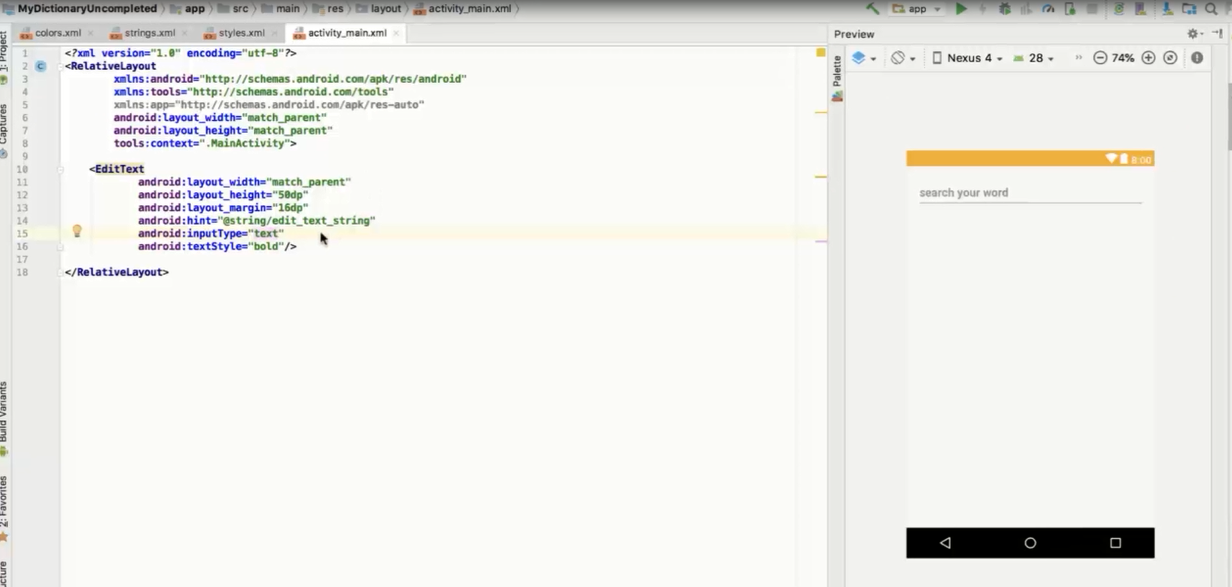 MyDictionaryUncompleted app src main res layout activity_main.xml app
colors.xml strings.xml styles.xml activity_main.xml Preview
1: Project
Captures
Build Variants
2: Favorites
1 <?xml version="1.0" encoding="utf-8"?>
2 <RelativeLayout
3 xmlns:android="http://schemas.android.com/apk/res/android"
4 xmlns:tools="http://schemas.android.com/tools"
5 xmlns:app="http://schemas.android.com/apk/res-auto"
6 android:layout_width="match_parent"
7 android:layout_height="match_parent"
8 tools:context=".MainActivity">
9
10 <EditText
11 android:layout_width="match_parent"
12 android:layout_height="50dp"
13 android:layout_margin="16dp"
14 android:hint="@string/edit_text_string"
15 android:inputType="text"
16 android:textStyle="bold"/>
17
18 </RelativeLayout>
Palette
Nexus 4 28 74%
8:00
search your word